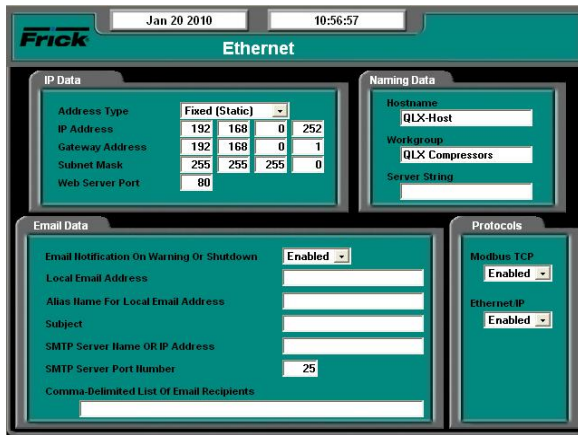 Jan 20 2010
10:56:57
Frick
Ethernet
IP Data
Address Type Fixed (Static)
IP Address 192 168 0 252
Gateway Address 192 168 0 1
Subnet Mask 255 255 255 0
Web Server Port 80
Naming Data
Hostname
QLX-Host
Workgroup
QLX Compressors
Server String
Email Data
Email Notification On Warning Or Shutdown Enabled
Local Email Address
Alias Name For Local Email Address
Subject
SMTP Server Name OR IP Address
SMTP Server Port Number 25
Comma-Delimited List Of Email Recipients
Protocols
Modbus TCP
Enabled
Ethernet/IP
Enabled